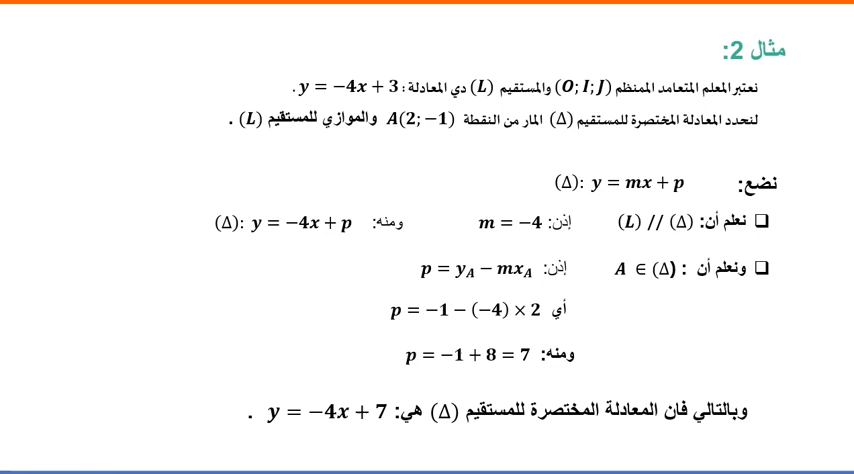 مثال 2:
نعتبر المعلم المتعامد الممنظم (O; I; J) والمستقيم (L) دي المعادلة : y = −4x + 3 .
لنحدد المعادلة المختصرة للمستقيم (Δ) المار من النقطة A(2; −1) والموازي للمستقيم (L) .
نضع: (Δ): y = mx + p
❑ نعلم أن: (Δ) // (L) إذن: m = −4 ومنه: (Δ): y = −4x + p
❑ ونعلم أن : A ∈ (Δ) إذن: p = y_A − mx_A
أي p = −1 − (−4) × 2
ومنه: p = −1 + 8 = 7
وبالتالي فان المعادلة المختصرة للمستقيم (Δ) هي: y = −4x + 7 .